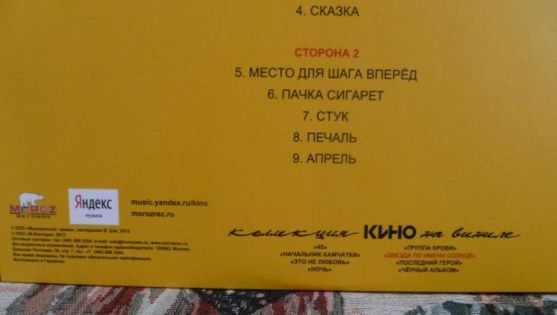 4. СКАЗКА
СТОРОНА 2
5. МЕСТО ДЛЯ ШАГА ВПЕРЁД
6. ПАЧКА СИГАРЕТ
7. СТУК
8. ПЕЧАЛЬ
9. АПРЕЛЬ
MOROZ
RECORDS
Яндекс
музыка
music.yandex.ru/kino
morozrec.ru
коллекция КИНО на виниле
«45»
«НАЧАЛЬНИК КАМЧАТКИ»
«ЭТО НЕ ЛЮБОВЬ»
«НОЧЬ»
«ГРУППА КРОВИ»
«ЗВЕЗДА ПО ИМЕНИ СОЛНЦЕ»
«ПОСЛЕДНИЙ ГЕРОЙ»
«ЧЁРНЫЙ АЛЬБОМ»